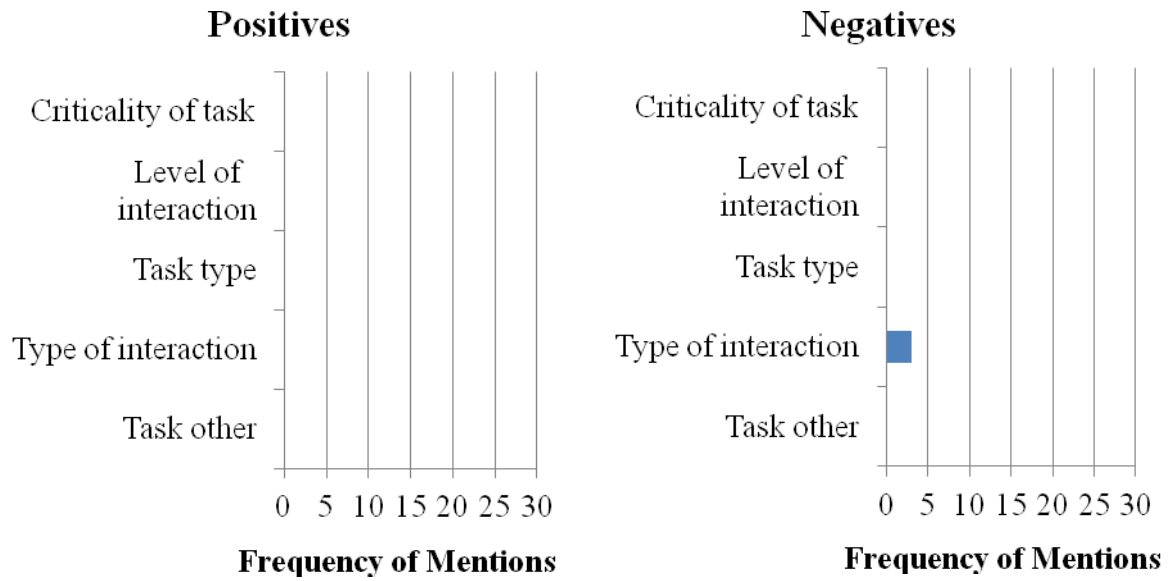 Positives
Criticality of task
Level of
interaction
Task type
Type of interaction
Task other
0 5 10 15 20 25 30
Frequency of Mentions
Negatives
Criticality of task
Level of
interaction
Task type
Type of interaction
Task other
0 5 10 15 20 25 30
Frequency of Mentions